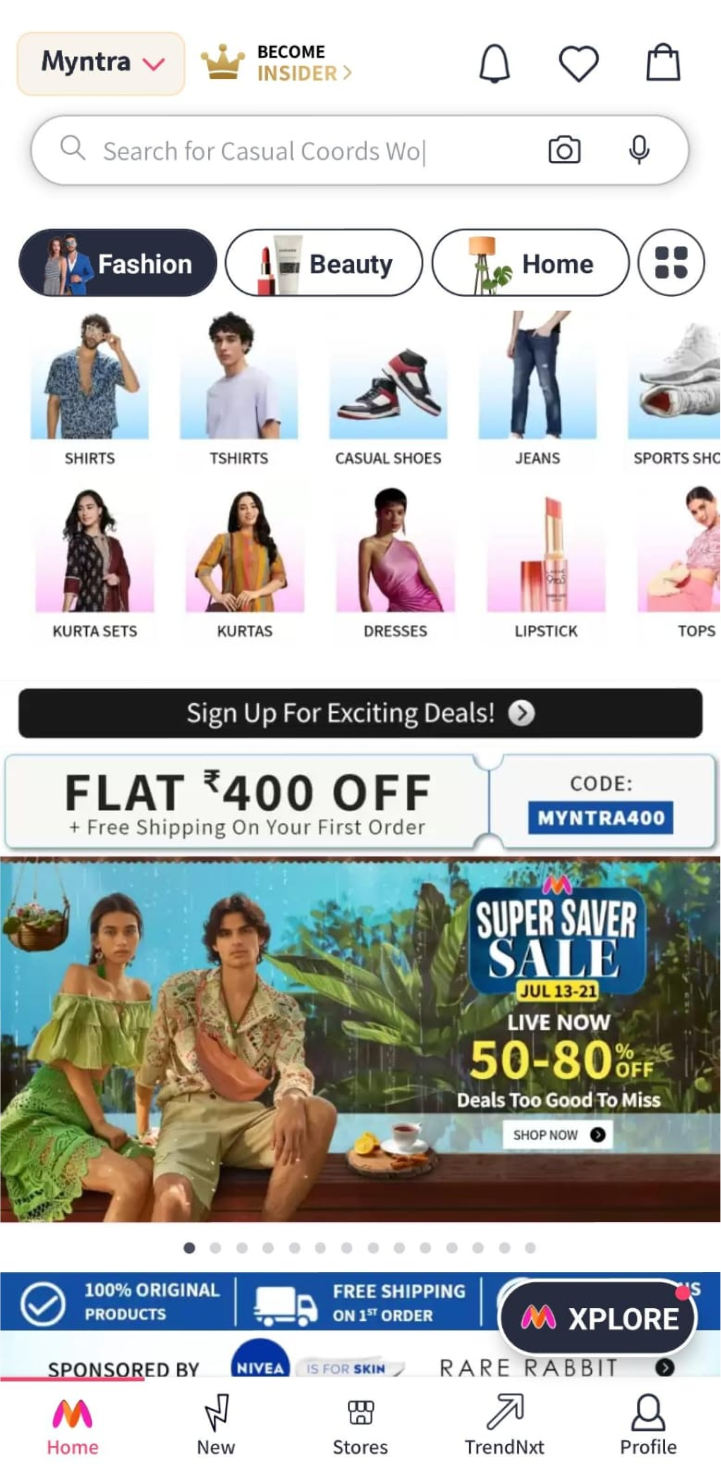 Myntra
BECOME
INSIDER
Search for Casual Coords Wo
Fashion
Beauty
Home
SHIRTS
TSHIRTS
CASUAL SHOES
JEANS
SPORTS SHO
KURTA SETS
KURTAS
DRESSES
LIPSTICK
TOPS
Sign Up For Exciting Deals!
FLAT ₹400 OFF
+ Free Shipping On Your First Order
CODE:
MYNTRA400
SUPER SAVER
SALE
JUL 13-21
LIVE NOW
50-80% OFF
Deals Too Good To Miss
SHOP NOW
100% ORIGINAL
PRODUCTS
FREE SHIPPING
ON 1ST ORDER
XPLORE
SPONSORED BY
NIVEA
IS FOR SKIN
RARE RABBIT
Home
New
Stores
TrendNxt
Profile